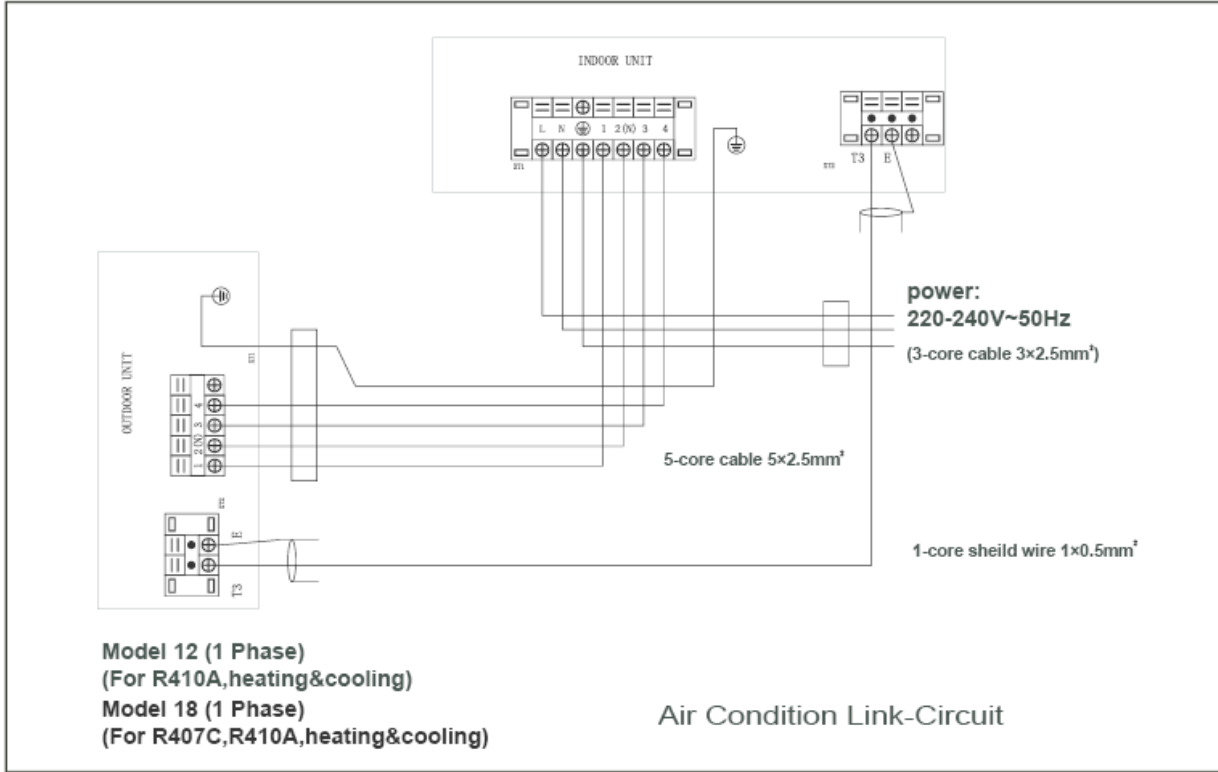 INDOOR UNIT
L N 1 2(N) 3 4
T3 E
power:
220-240V~50Hz
(3-core cable 3×2.5mm²)
OUTDOOR UNIT
4
3
2(N)
1
5-core cable 5×2.5mm²
T3
1-core sheild wire 1×0.5mm²
Model 12 (1 Phase)
(For R410A,heating&cooling)
Model 18 (1 Phase)
(For R407C,R410A,heating&cooling)
Air Condition Link-Circuit